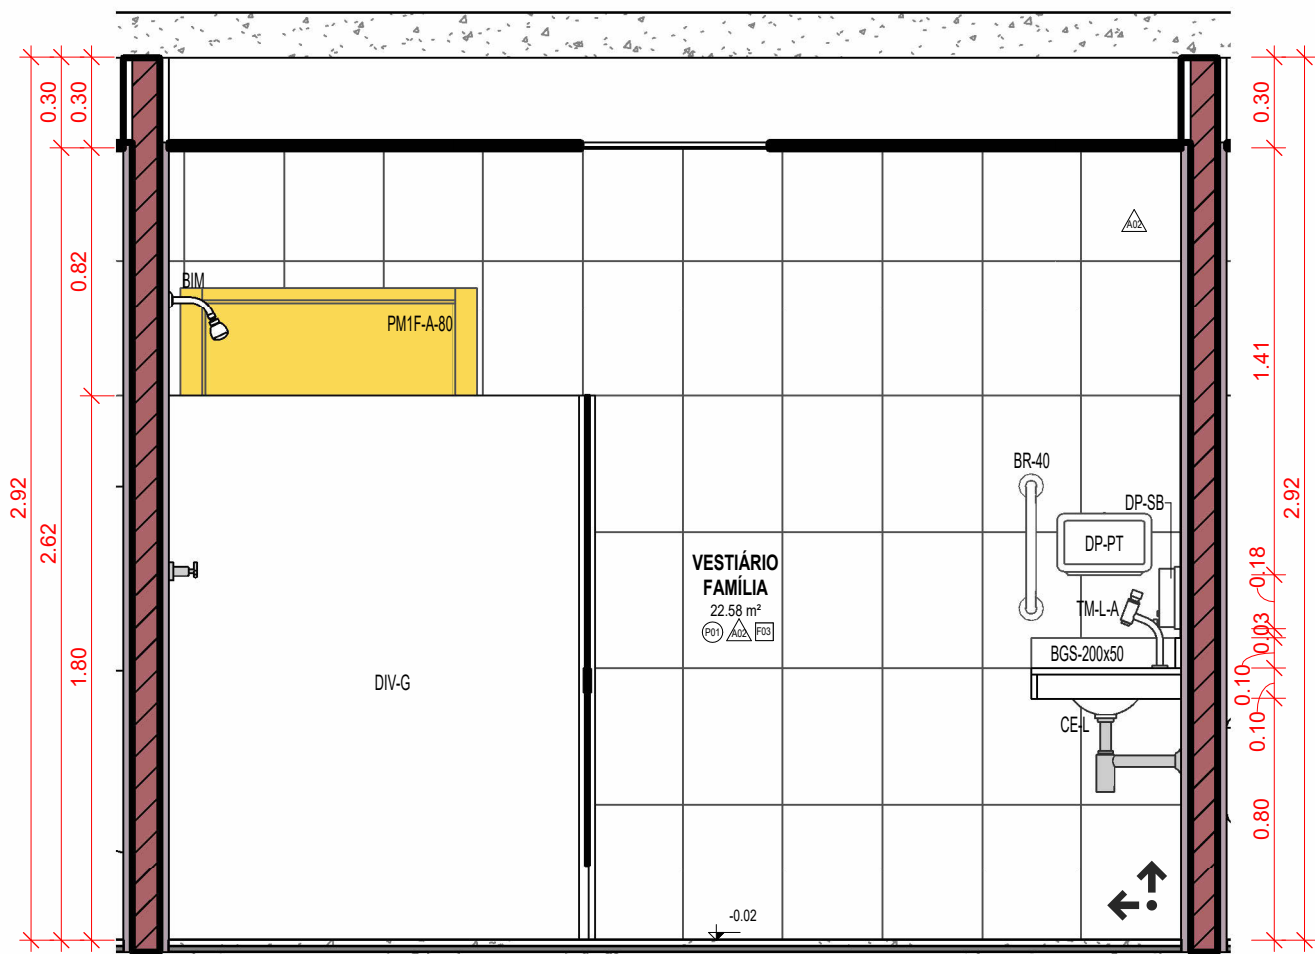 0.30
0.30
0.30
A02
0.82
BIM
PM1F-A-80
1.41
BR-40
2.92
2.62
DP-SB
2.92
DP-PT
VESTIÁRIO
FAMÍLIA
22.58 m²
P01 A02 F03
0.18
TM-L-A
0.03
BGS-200x50
1.80
DIV-G
0.10
CE-L
0.10
0.80
-0.02